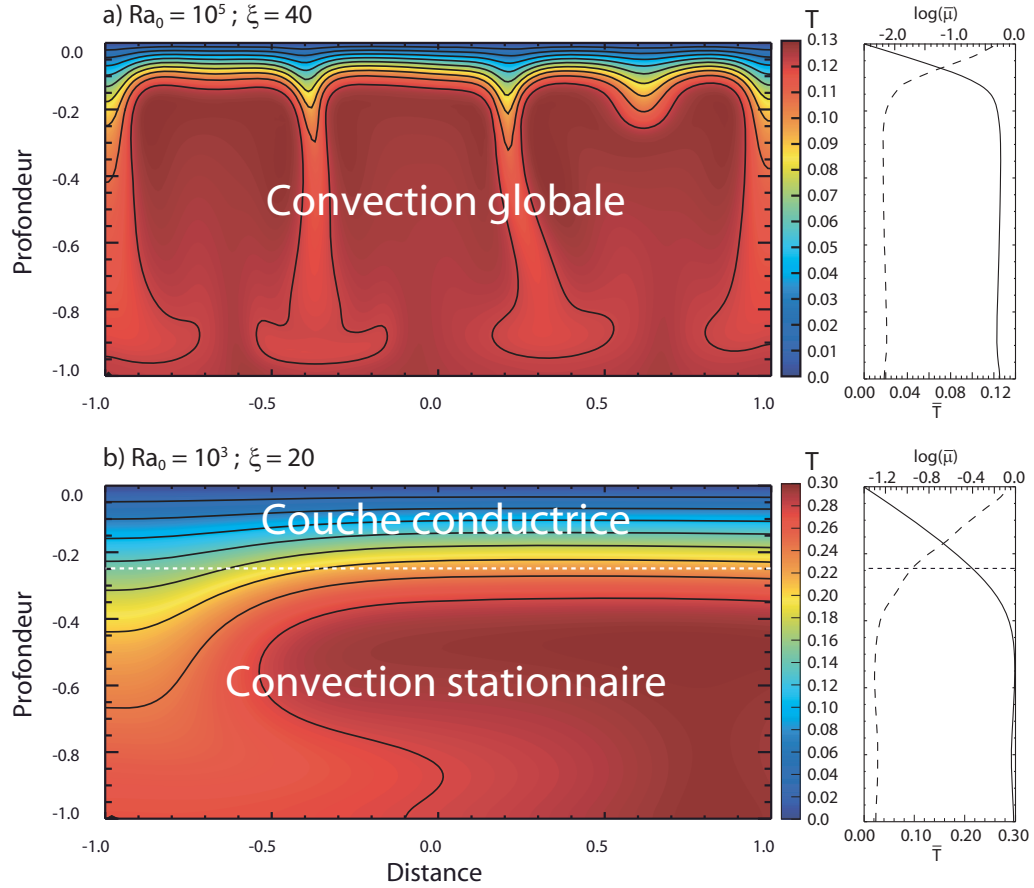 a) Ra₀ = 10⁵ ; ξ = 40
T
log(μ̅)
-2.0 -1.0 0.0
Profondeur
0.0
-0.2
-0.4
-0.6
-0.8
-1.0
Convection globale
0.13
0.12
0.11
0.10
0.09
0.08
0.07
0.06
0.05
0.04
0.03
0.02
0.01
0.0
-1.0 -0.5 0.0 0.5 1.0
0.00 0.04 0.08 0.12
T̅
b) Ra₀ = 10³ ; ξ = 20
T
log(μ̅)
-1.2 -0.8 -0.4 0.0
Profondeur
0.0
-0.2
-0.4
-0.6
-0.8
-1.0
Couche conductrice
Convection stationnaire
0.30
0.28
0.26
0.24
0.22
0.20
0.18
0.16
0.14
0.12
0.10
0.08
0.06
0.04
0.02
0.0
-1.0 -0.5 0.0 0.5 1.0
Distance
0.00 0.10 0.20 0.30
T̅